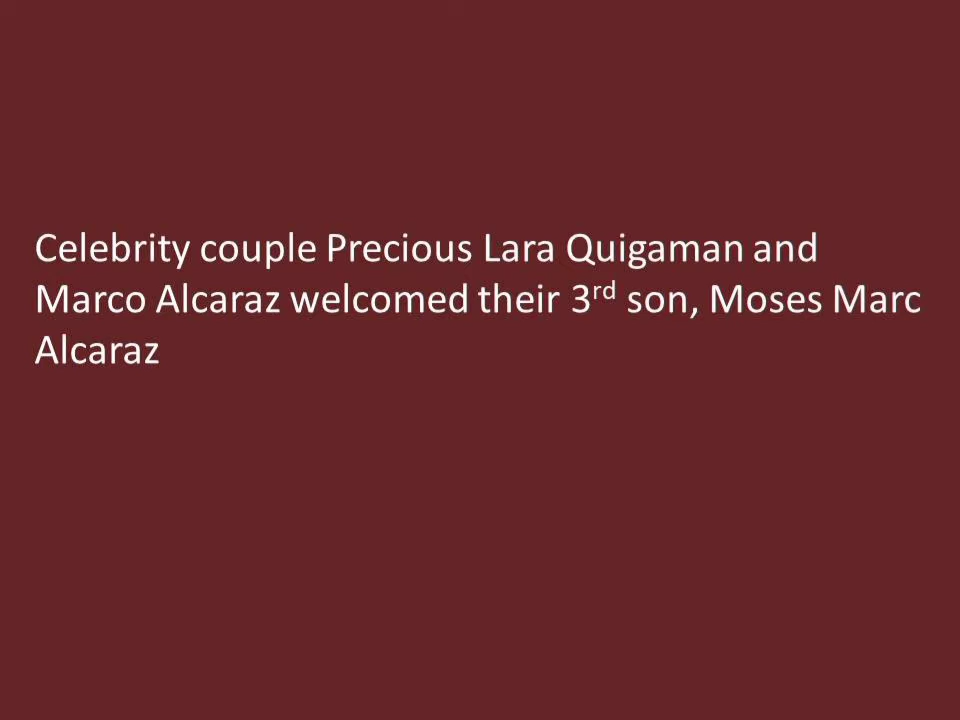 Celebrity couple Precious Lara Quigaman and
Marco Alcaraz welcomed their 3rd son, Moses Marc
Alcaraz